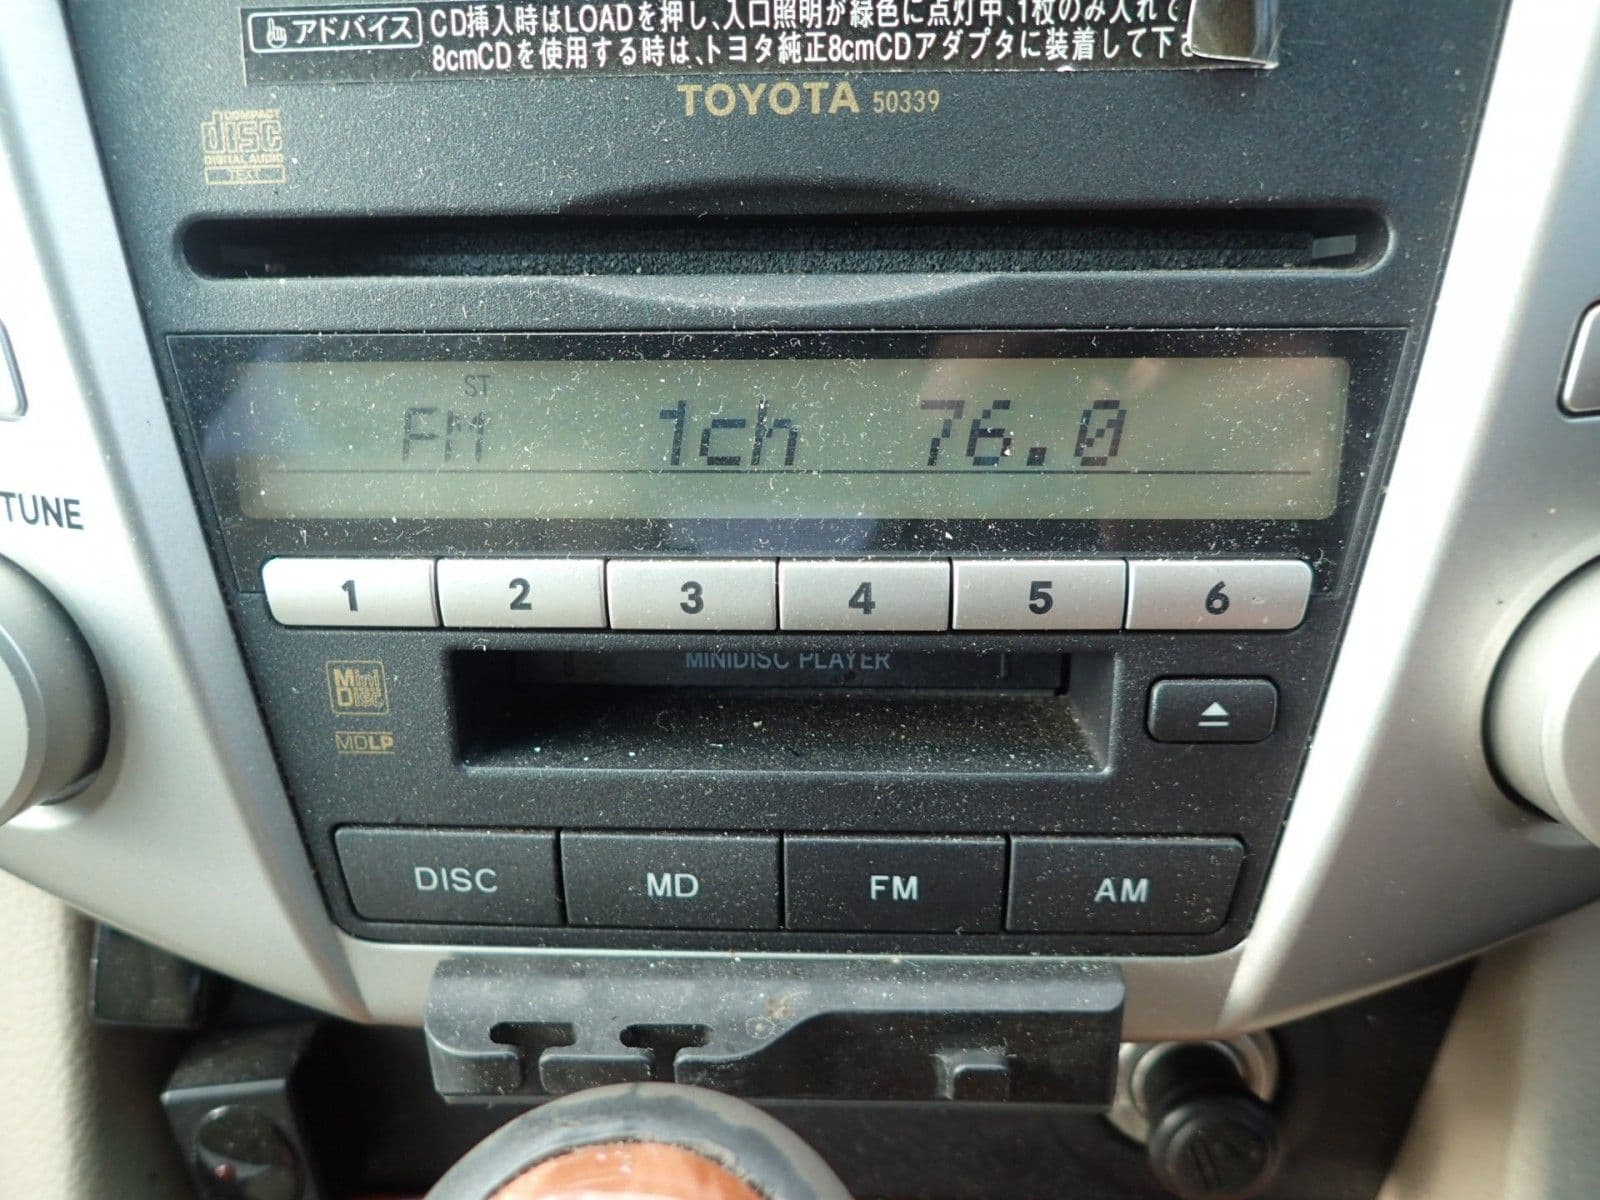 アドバイス CD挿入時はLOADを押し、入口照明が緑色に点灯中、1枚のみ入れて
8cmCDを使用する時は、トヨタ純正8cmCDアダプタに装着して下さ
TOYOTA 50339
COMPACT
disc
DIGITAL AUDIO
TEXT
ST
FM 1ch 76.0
TUNE
1 2 3 4 5 6
MINIDISC PLAYER
Mini
Disc
MDLP
DISC MD FM AM